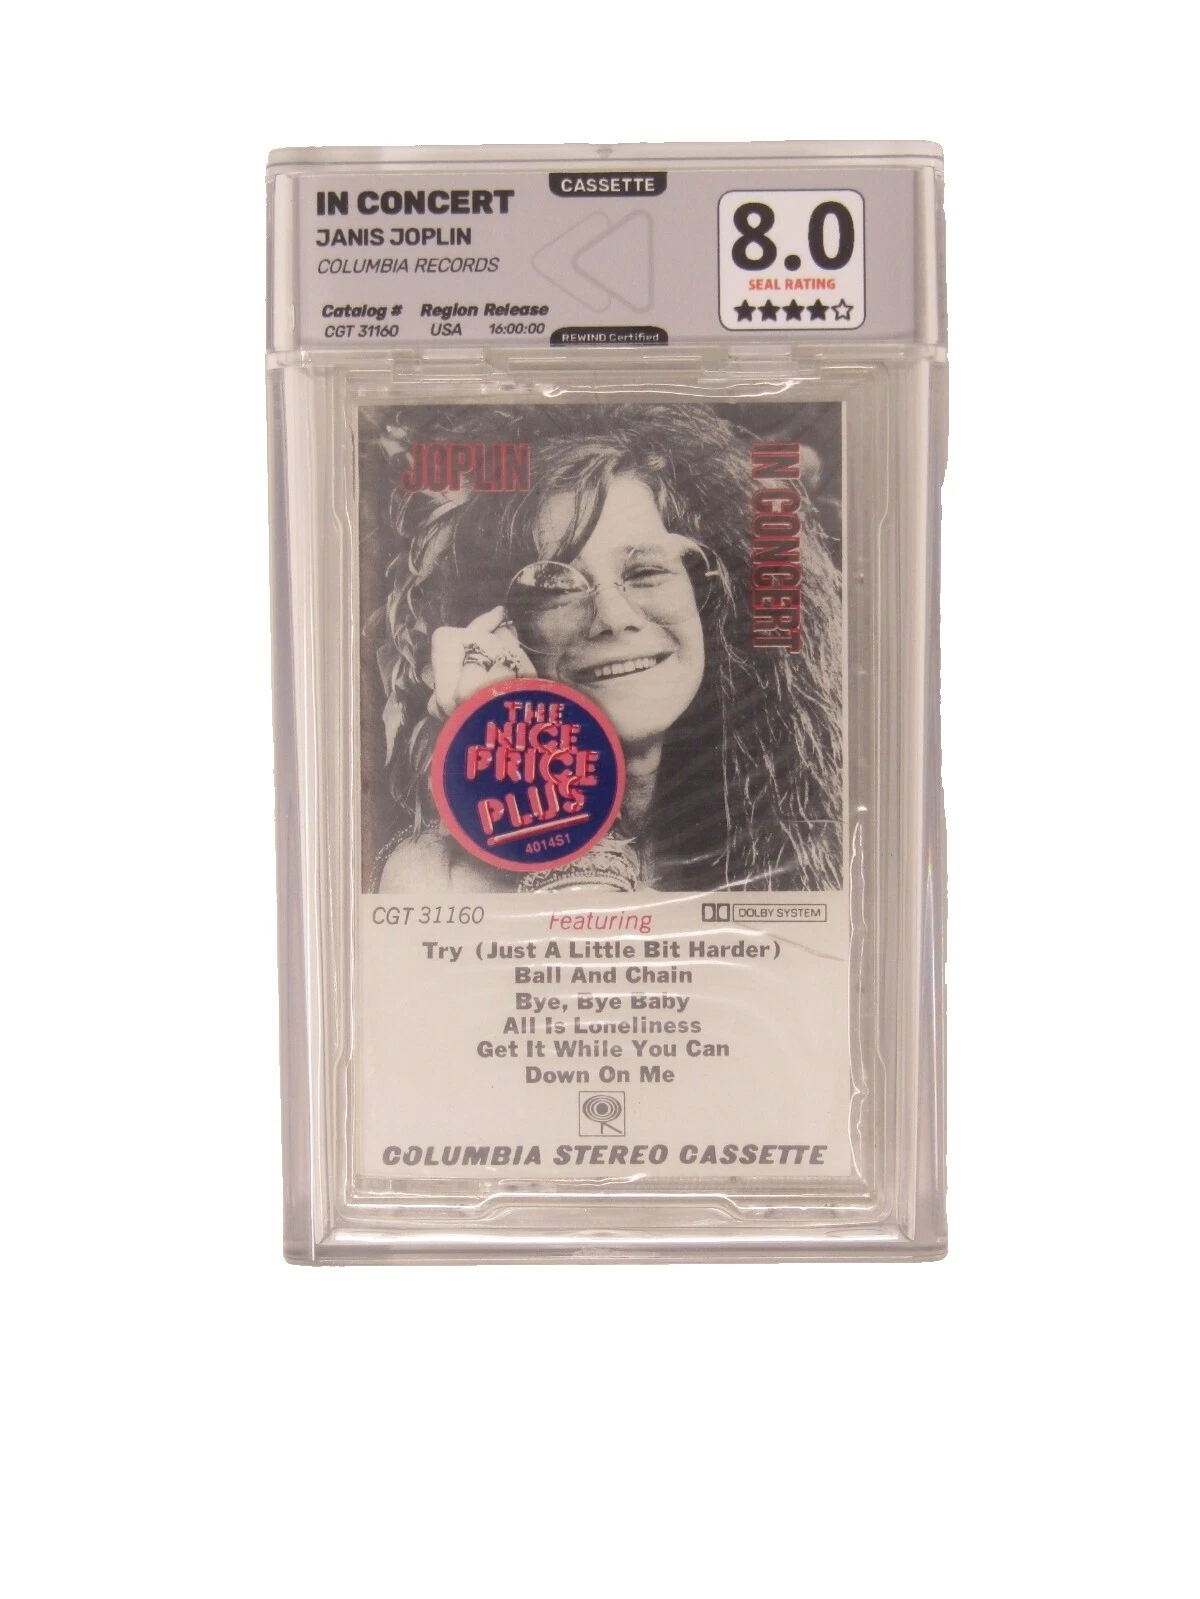 CASSETTE
IN CONCERT
JANIS JOPLIN
COLUMBIA RECORDS
Catalog # Region Release
CGT 31160 USA 16:00:00
REWIND Certified
8.0
SEAL RATING
JOPLIN
IN CONCERT
THE
NICE
PRICE
PLUS
4014S1
CGT 31160
Featuring
DOLBY SYSTEM
Try (Just A Little Bit Harder)
Ball And Chain
Bye, Bye Baby
All Is Loneliness
Get It While You Can
Down On Me
COLUMBIA STEREO CASSETTE